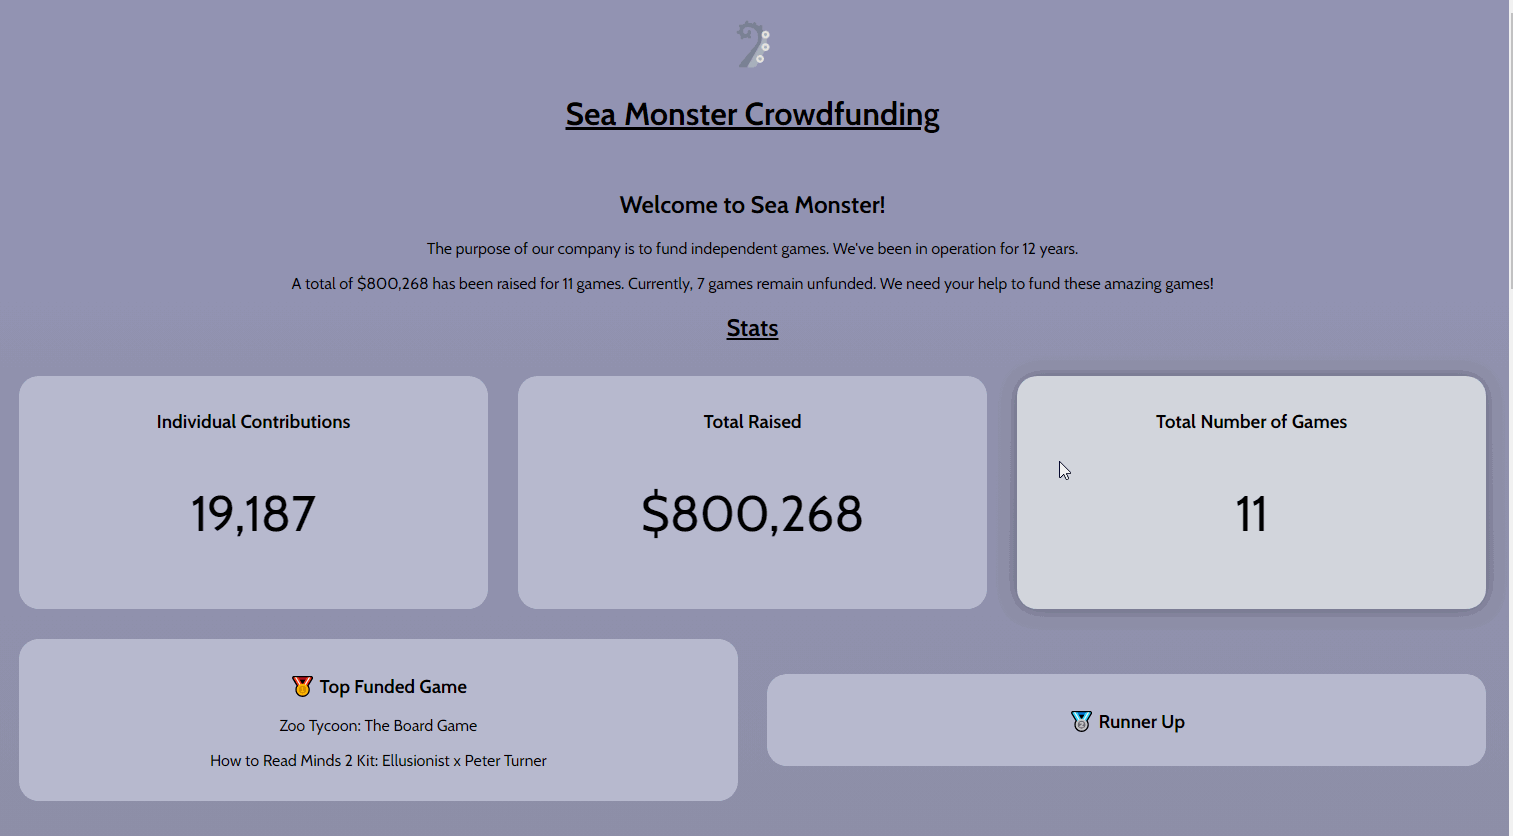 Sea Monster Crowdfunding
Welcome to Sea Monster!
The purpose of our company is to fund independent games. We've been in operation for 12 years.
A total of $800,268 has been raised for 11 games. Currently, 7 games remain unfunded. We need your help to fund these amazing games!
Stats
Individual Contributions
19,187
Total Raised
$800,268
Total Number of Games
11
🥇 Top Funded Game
Zoo Tycoon: The Board Game
How to Read Minds 2 Kit: Ellusionist x Peter Turner
🥈 Runner Up